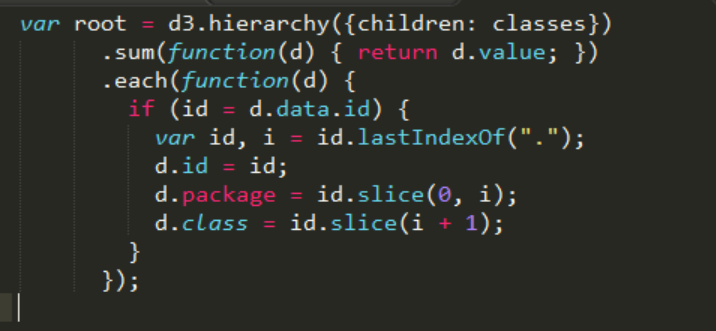 var root = d3.hierarchy({children: classes})
.sum(function(d) { return d.value; })
.each(function(d) {
if (id = d.data.id) {
var id, i = id.lastIndexOf(".");
d.id = id;
d.package = id.slice(0, i);
d.class = id.slice(i + 1);
}
});